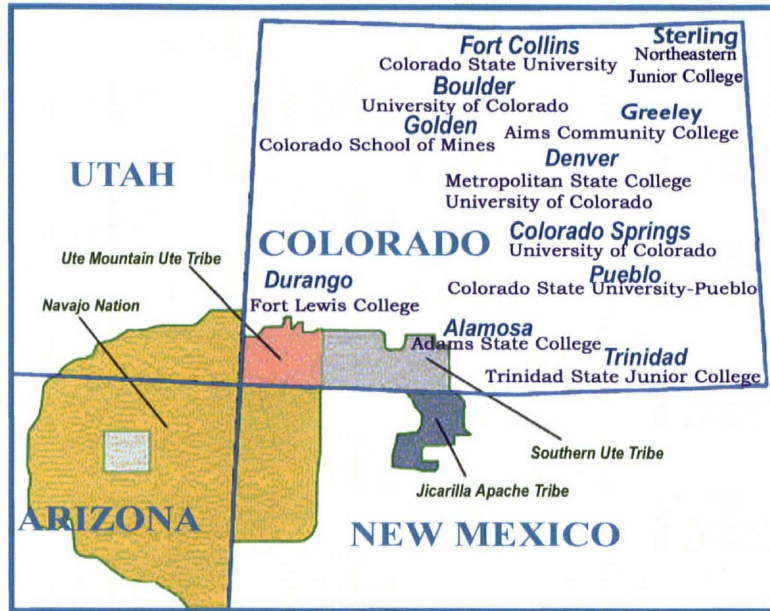 Fort Collins
Colorado State University
Sterling
Northeastern
Junior College
Boulder
University of Colorado
Golden
Colorado School of Mines
Greeley
Aims Community College
Denver
Metropolitan State College
University of Colorado
UTAH
COLORADO
Colorado Springs
University of Colorado
Ute Mountain Ute Tribe
Durango
Fort Lewis College
Pueblo
Colorado State University-Pueblo
Navajo Nation
Alamosa
Adams State College
Trinidad
Trinidad State Junior College
Southern Ute Tribe
Jicarilla Apache Tribe
ARIZONA
NEW MEXICO